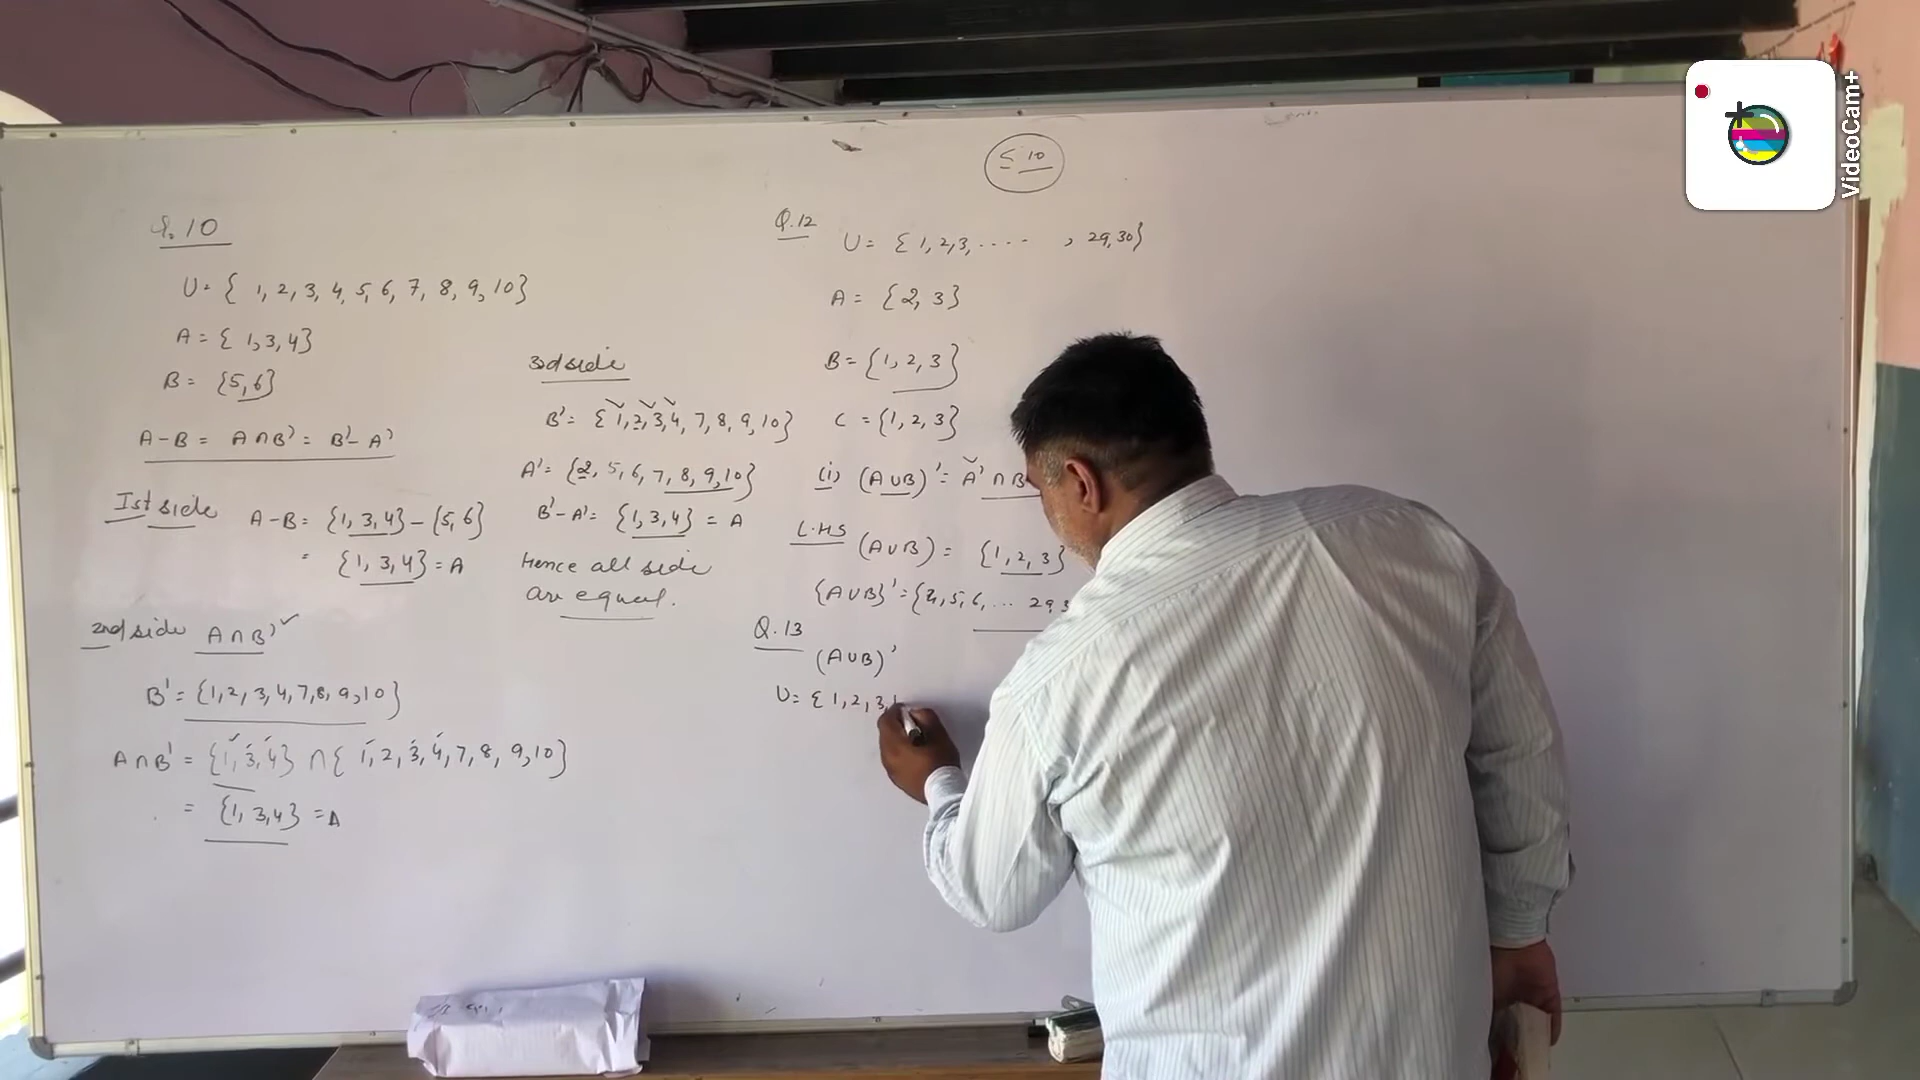 Q.10
U = { 1, 2, 3, 4, 5, 6, 7, 8, 9, 10}
A = { 1, 3, 4}
B = {5, 6}
A - B = A ∩ B' = B' - A'
Ist side
A - B = {1, 3, 4} - {5, 6}
= {1, 3, 4} = A
2nd side A ∩ B'
B' = {1, 2, 3, 4, 7, 8, 9, 10}
A ∩ B' = {1, 3, 4} ∩ { 1, 2, 3, 4, 7, 8, 9, 10}
= {1, 3, 4} = A
3rd side
B' = { 1, 2, 3, 4, 7, 8, 9, 10}
A' = {2, 5, 6, 7, 8, 9, 10}
B' - A' = {1, 3, 4} = A
Hence all side
are equal.
10
Q.12
U = { 1, 2, 3, .... , 29, 30}
A = {2, 3}
B = {1, 2, 3}
C = {1, 2, 3}
(i) (A∪B)' = A' ∩ B
L.H.S
(A∪B) = {1, 2, 3}
{A∪B}' = {4, 5, 6, ... 29, 3
Q.13
(A∪B)'
U = { 1, 2, 3,
VideoCam+